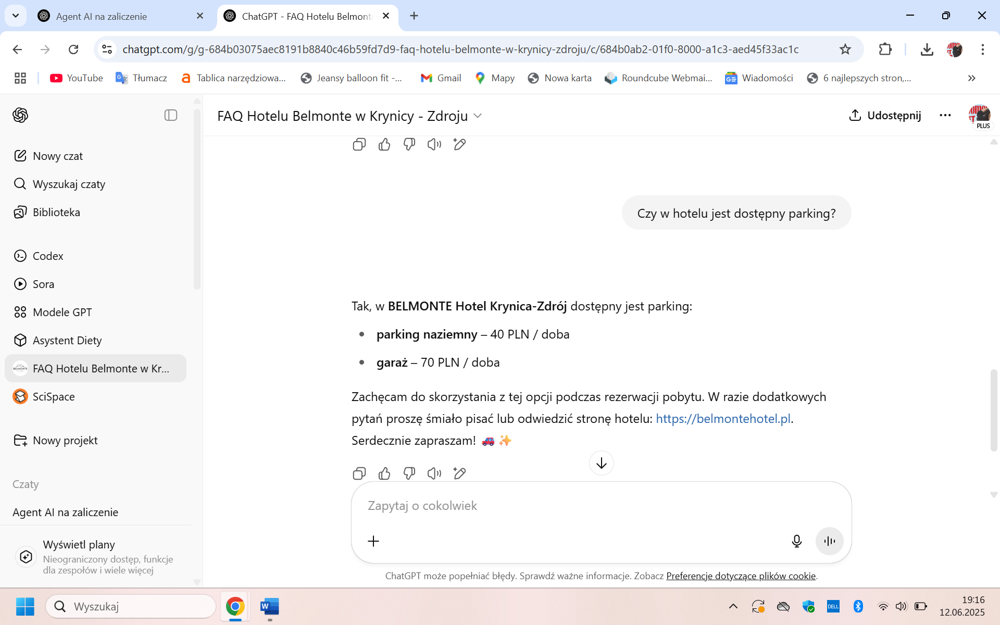 Agent AI na zaliczenie
ChatGPT - FAQ Hotelu Belmont
chatgpt.com/g/g-684b03075aec8191b8840c46b59fd7d9-faq-hotelu-belmonte-w-krynicy-zdroju/c/684b0ab2-01f0-8000-a1c3-aed45f33ac1c
YouTube
Tłumacz
Tablica narzędziowa...
Jeansy balloon fit -...
Gmail
Mapy
Nowa karta
Roundcube Webmai...
Wiadomości
6 najlepszych stron,...
FAQ Hotelu Belmonte w Krynicy - Zdroju
Udostępnij
PLUS
Nowy czat
Wyszukaj czaty
Biblioteka
Codex
Sora
Modele GPT
Asystent Diety
FAQ Hotelu Belmonte w Kr...
SciSpace
Nowy projekt
Czaty
Agent AI na zaliczenie
Wyświetl plany
Nieograniczony dostęp, funkcje
dla zespołów i wiele więcej
Czy w hotelu jest dostępny parking?
Tak, w BELMONTE Hotel Krynica-Zdrój dostępny jest parking:
• parking naziemny – 40 PLN / doba
• garaż – 70 PLN / doba
Zachęcam do skorzystania z tej opcji podczas rezerwacji pobytu. W razie dodatkowych
pytań proszę śmiało pisać lub odwiedzić stronę hotelu: https://belmontehotel.pl.
Serdecznie zapraszam! 🚗 ✨
Zapytaj o cokolwiek
ChatGPT może popełniać błędy. Sprawdź ważne informacje. Zobacz Preferencje dotyczące plików cookie.
Wyszukaj
DELL
19:16
12.06.2025